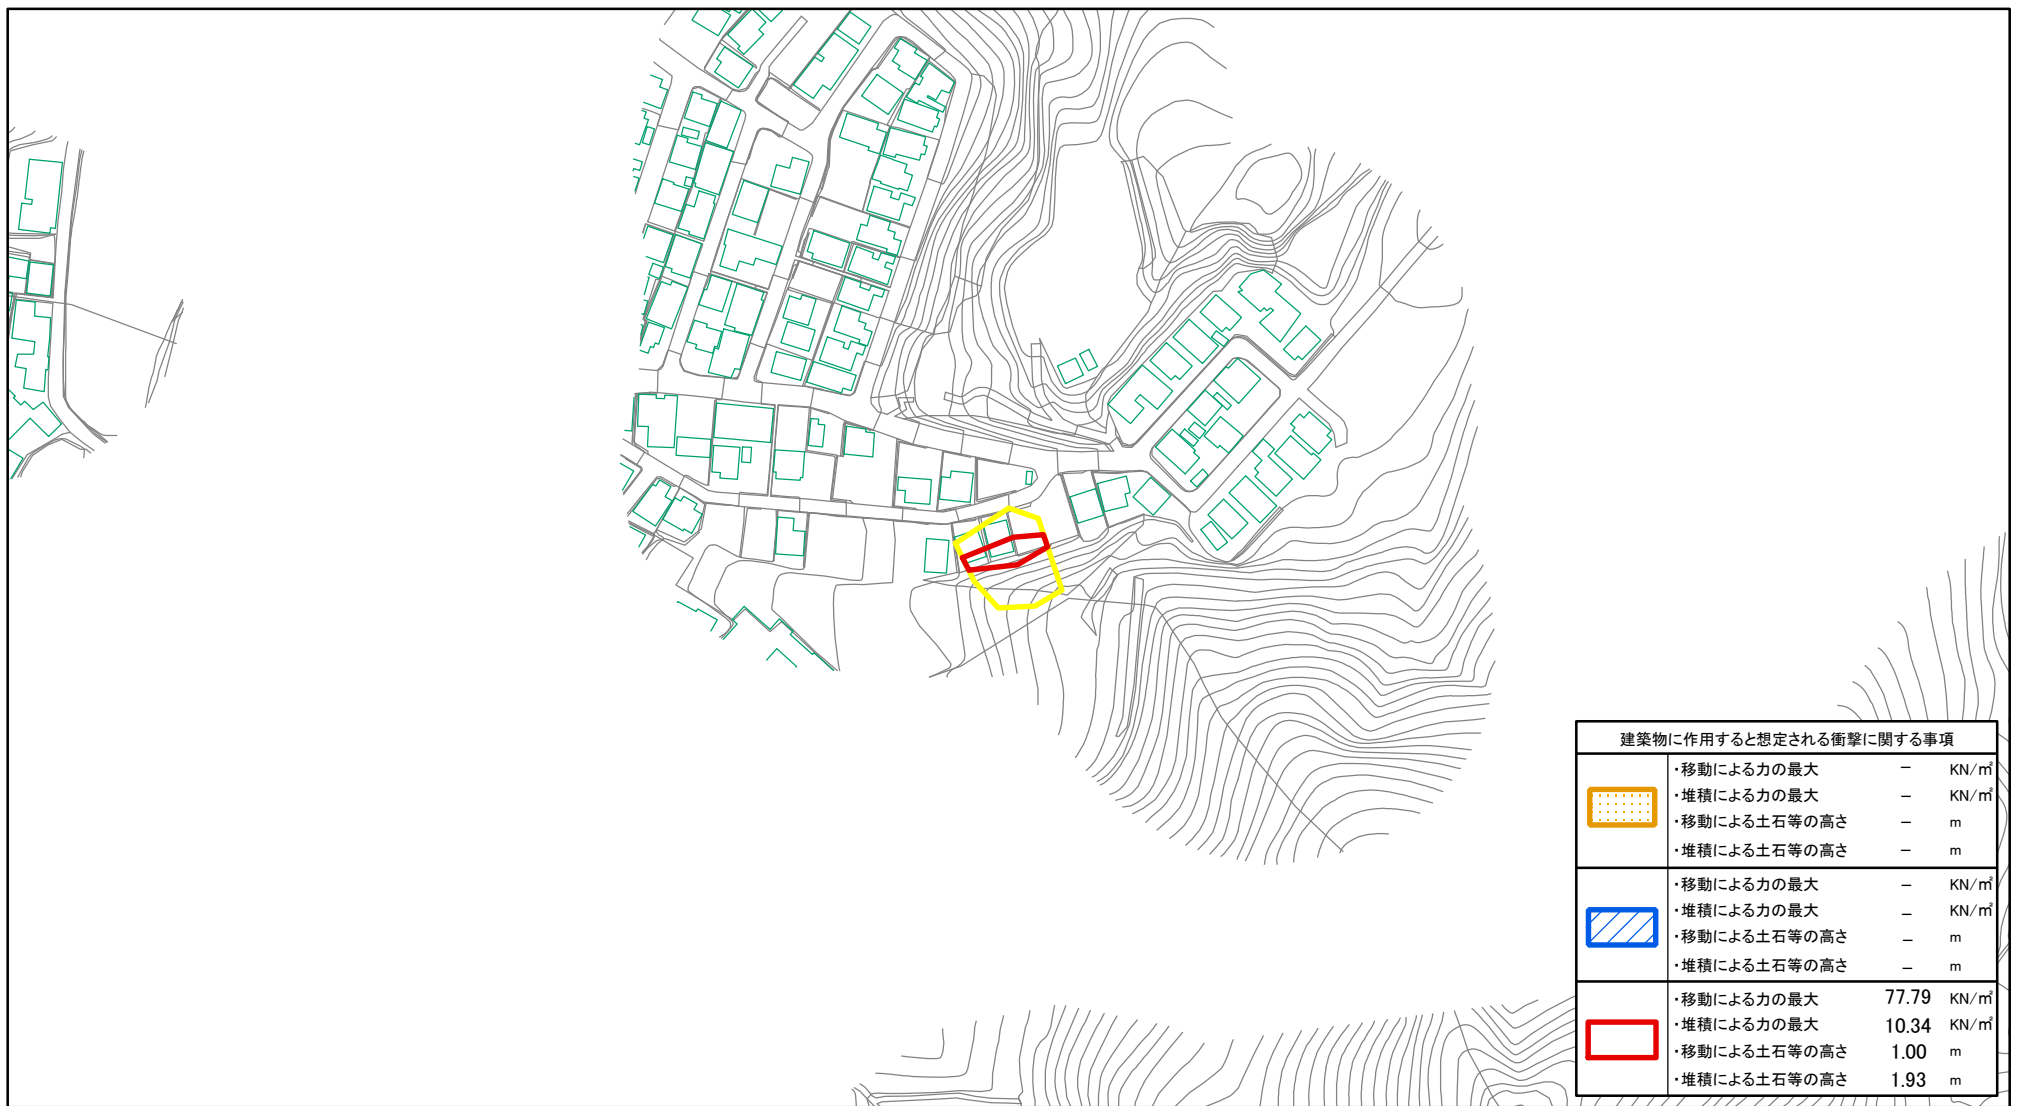 建築物に作用すると想定される衝撃に関する事項
・移動による力の最大 － KN/㎡
・堆積による力の最大 － KN/㎡
・移動による土石等の高さ － m
・堆積による土石等の高さ － m
・移動による力の最大 － KN/㎡
・堆積による力の最大 － KN/㎡
・移動による土石等の高さ － m
・堆積による土石等の高さ － m
・移動による力の最大 77.79 KN/㎡
・堆積による力の最大 10.34 KN/㎡
・移動による土石等の高さ 1.00 m
・堆積による土石等の高さ 1.93 m